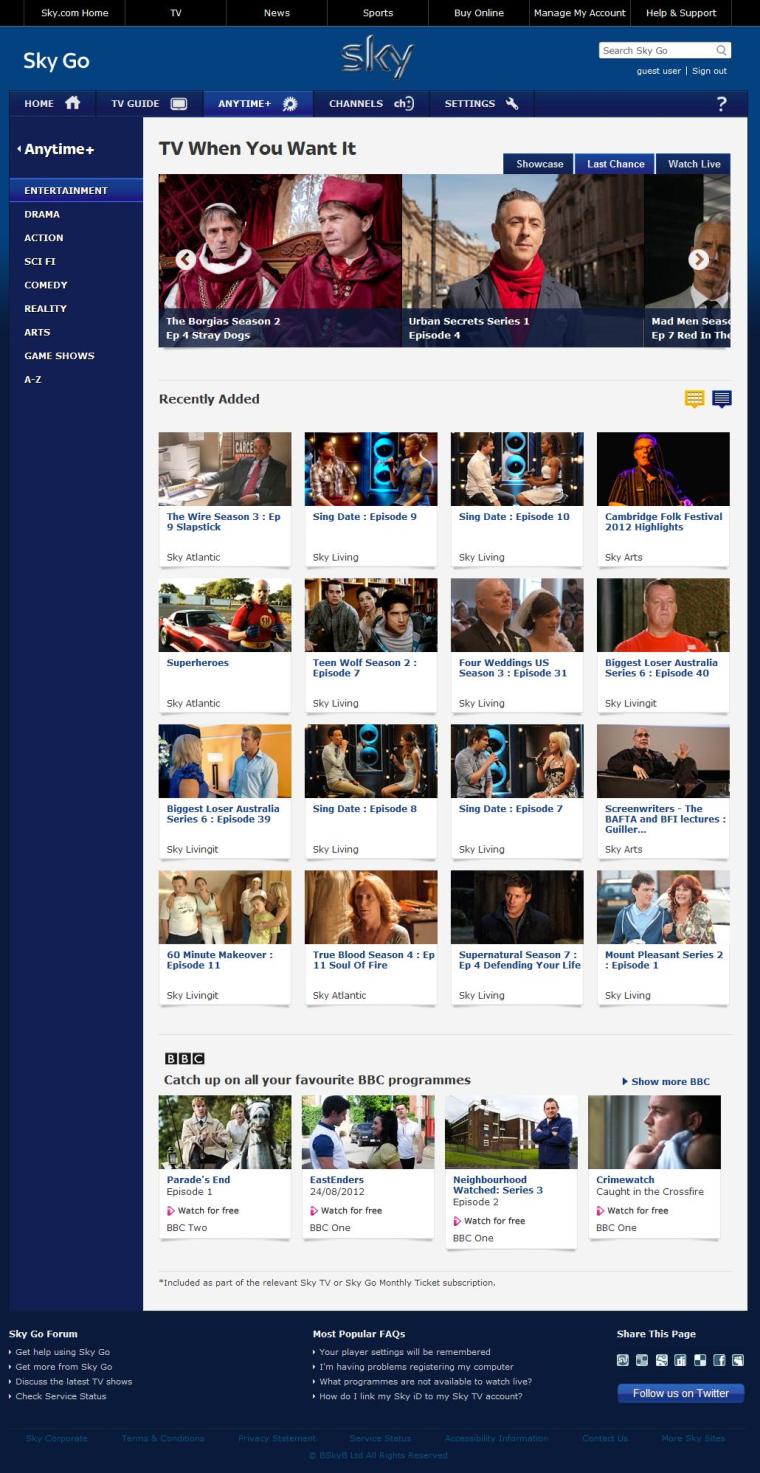 Sky.com Home TV News Sports Buy Online Manage My Account Help & Support
Sky Go
sky
Search Sky Go
guest user | Sign out
HOME TV GUIDE ANYTIME+ CHANNELS ch:) SETTINGS ?
Anytime+
ENTERTAINMENT
DRAMA
ACTION
SCI FI
COMEDY
REALITY
ARTS
GAME SHOWS
A-Z
TV When You Want It
Showcase Last Chance Watch Live
The Borgias Season 2
Ep 4 Stray Dogs
Urban Secrets Series 1
Episode 4
Mad Men Seaso
Ep 7 Red In The
Recently Added
The Wire Season 3 : Ep
9 Slapstick
Sky Atlantic
Sing Date : Episode 9
Sky Living
Sing Date : Episode 10
Sky Living
Cambridge Folk Festival
2012 Highlights
Sky Arts
Superheroes
Sky Atlantic
Teen Wolf Season 2 :
Episode 7
Sky Living
Four Weddings US
Season 3 : Episode 31
Sky Living
Biggest Loser Australia
Series 6 : Episode 40
Sky Livingit
Biggest Loser Australia
Series 6 : Episode 39
Sky Livingit
Sing Date : Episode 8
Sky Living
Sing Date : Episode 7
Sky Living
Screenwriters - The
BAFTA and BFI lectures :
Guiller...
Sky Arts
60 Minute Makeover :
Episode 11
Sky Livingit
True Blood Season 4 : Ep
11 Soul Of Fire
Sky Atlantic
Supernatural Season 7 :
Ep 4 Defending Your Life
Sky Living
Mount Pleasant Series 2
: Episode 1
Sky Living
BBC
Catch up on all your favourite BBC programmes
Show more BBC
Parade's End
Episode 1
Watch for free
BBC Two
EastEnders
24/08/2012
Watch for free
BBC One
Neighbourhood
Watched: Series 3
Episode 2
Watch for free
BBC One
Crimewatch
Caught in the Crossfire
Watch for free
BBC One
*Included as part of the relevant Sky TV or Sky Go Monthly Ticket subscription.
Sky Go Forum
Get help using Sky Go
Get more from Sky Go
Discuss the latest TV shows
Check Service Status
Most Popular FAQs
Your player settings will be remembered
I'm having problems registering my computer
What programmes are not available to watch live?
How do I link my Sky iD to my Sky TV account?
Share This Page
Follow us on Twitter
Sky Corporate Terms & Conditions Privacy Statement Service Status Accessibility Information Contact Us More Sky Sites
© BSkyB Ltd All Rights Reserved